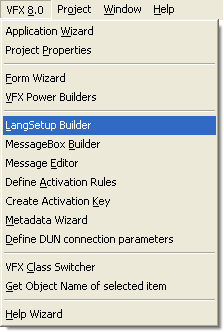 VFX 8.0 Project Window Help
Application Wizard
Project Properties
Form Wizard
VFX Power Builders
LangSetup Builder
MessageBox Builder
Message Editor
Define Activation Rules
Create Activation Key
Metadata Wizard
Define DUN connection parameters
VFX Class Switcher
Get Object Name of selected item
Help Wizard